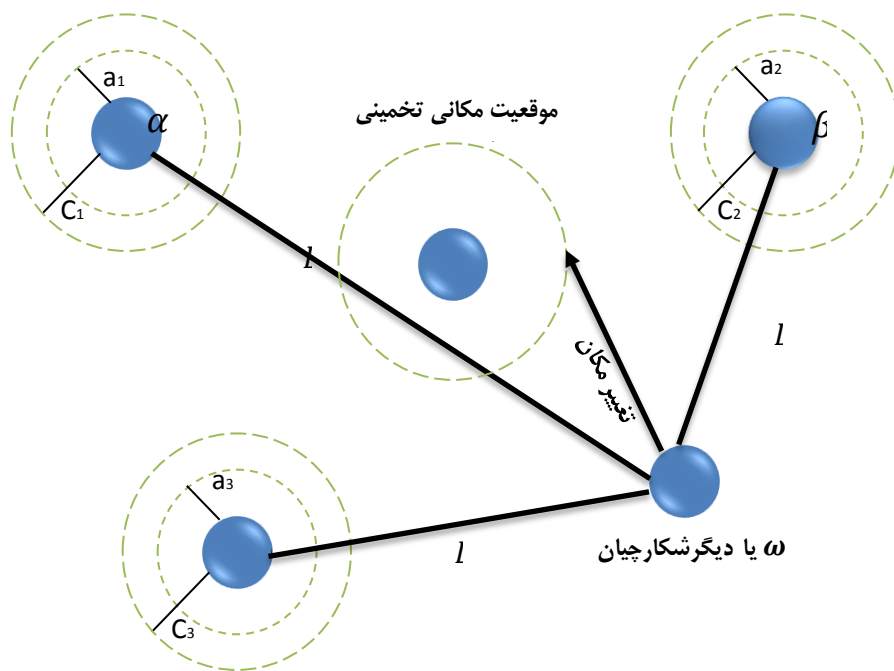 a1
α
C1
موقعیت مکانی تخمینی
a2
β
C2
l
l
تغییر مکان
a3
C3
l
ω یا دیگرشکارچیان